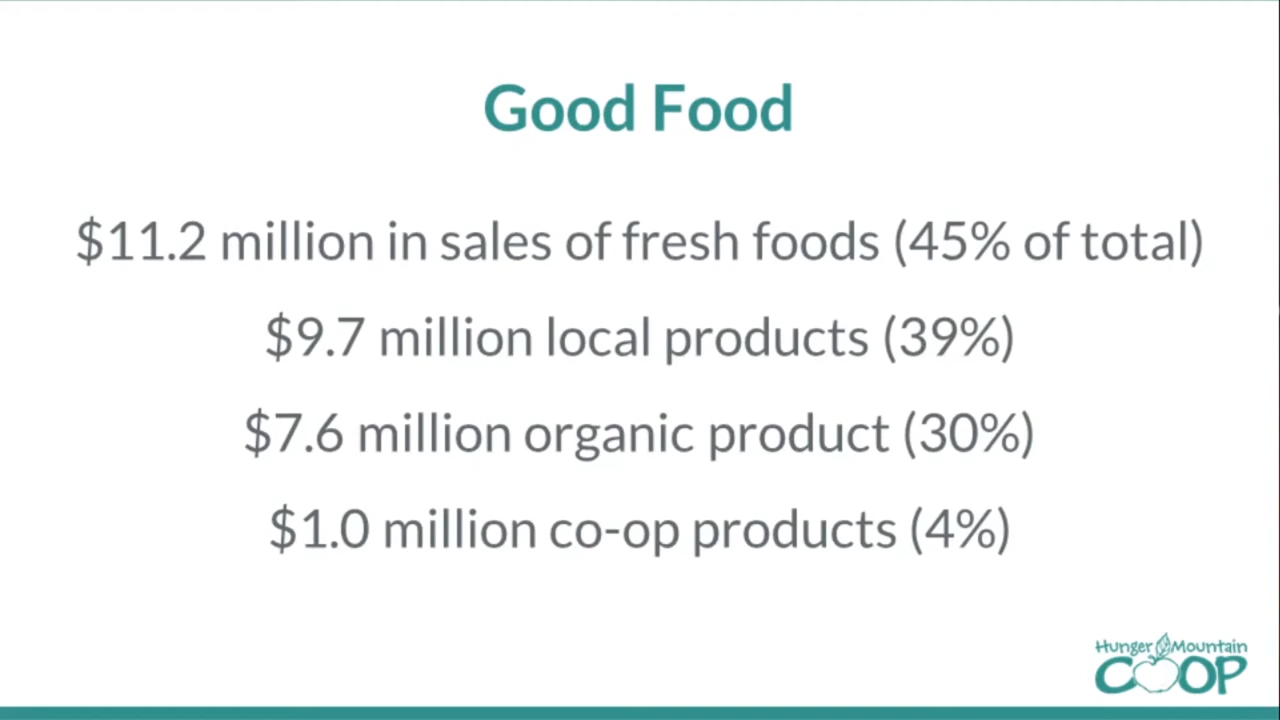 Good Food
$11.2 million in sales of fresh foods (45% of total)
$9.7 million local products (39%)
$7.6 million organic product (30%)
$1.0 million co-op products (4%)
Hunger Mountain
COOP